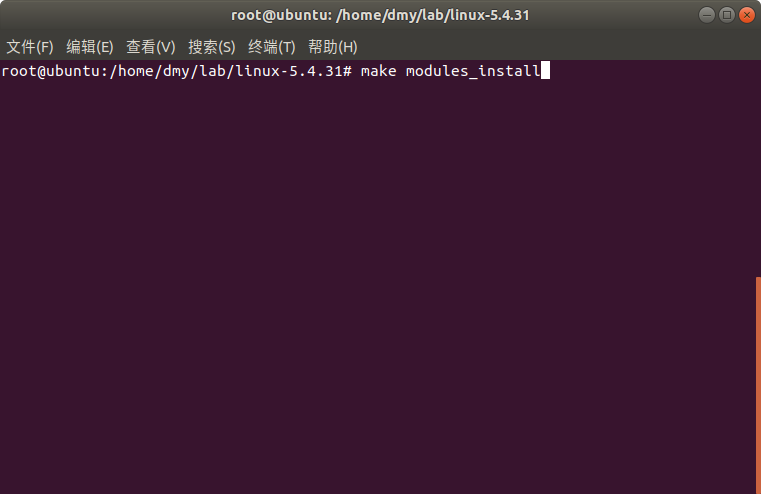 root@ubuntu: /home/dmy/lab/linux-5.4.31
文件(F) 编辑(E) 查看(V) 搜索(S) 终端(T) 帮助(H)
root@ubuntu:/home/dmy/lab/linux-5.4.31# make modules_install